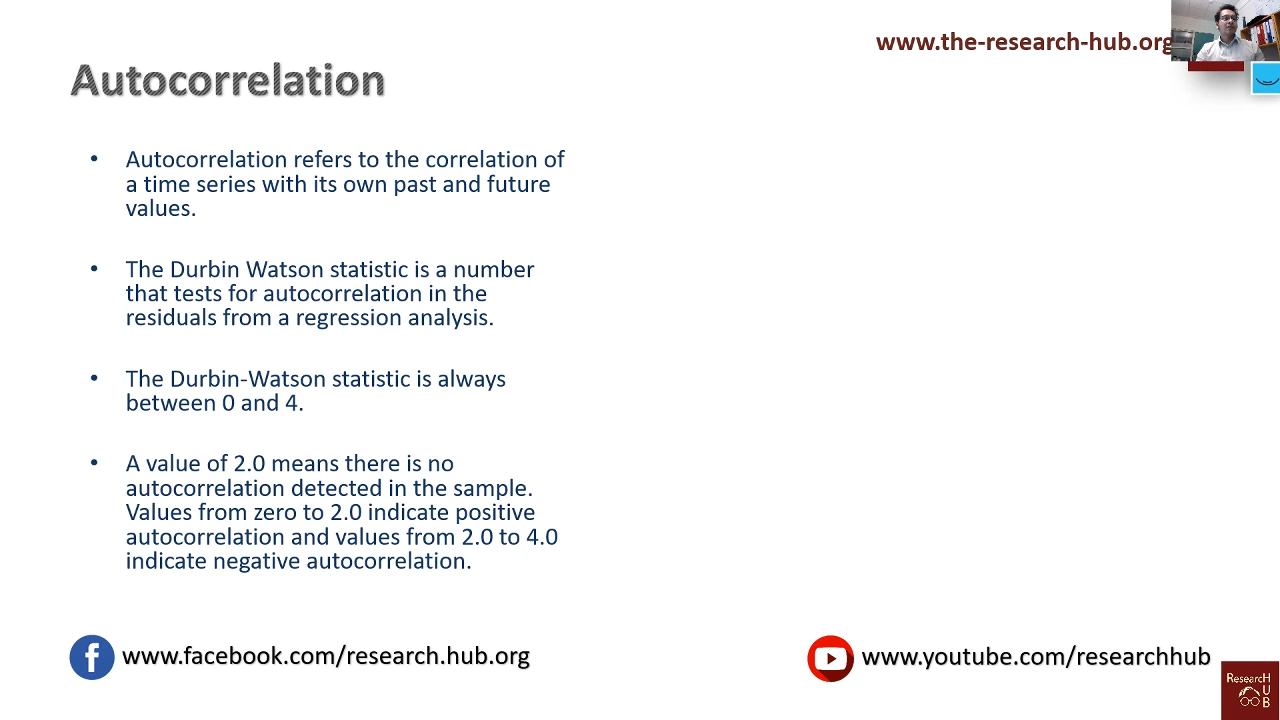 www.the-research-hub.org
Autocorrelation
• Autocorrelation refers to the correlation of
a time series with its own past and future
values.
• The Durbin Watson statistic is a number
that tests for autocorrelation in the
residuals from a regression analysis.
• The Durbin-Watson statistic is always
between 0 and 4.
• A value of 2.0 means there is no
autocorrelation detected in the sample.
Values from zero to 2.0 indicate positive
autocorrelation and values from 2.0 to 4.0
indicate negative autocorrelation.
www.facebook.com/research.hub.org
www.youtube.com/researchhub
ResearcH
U
B